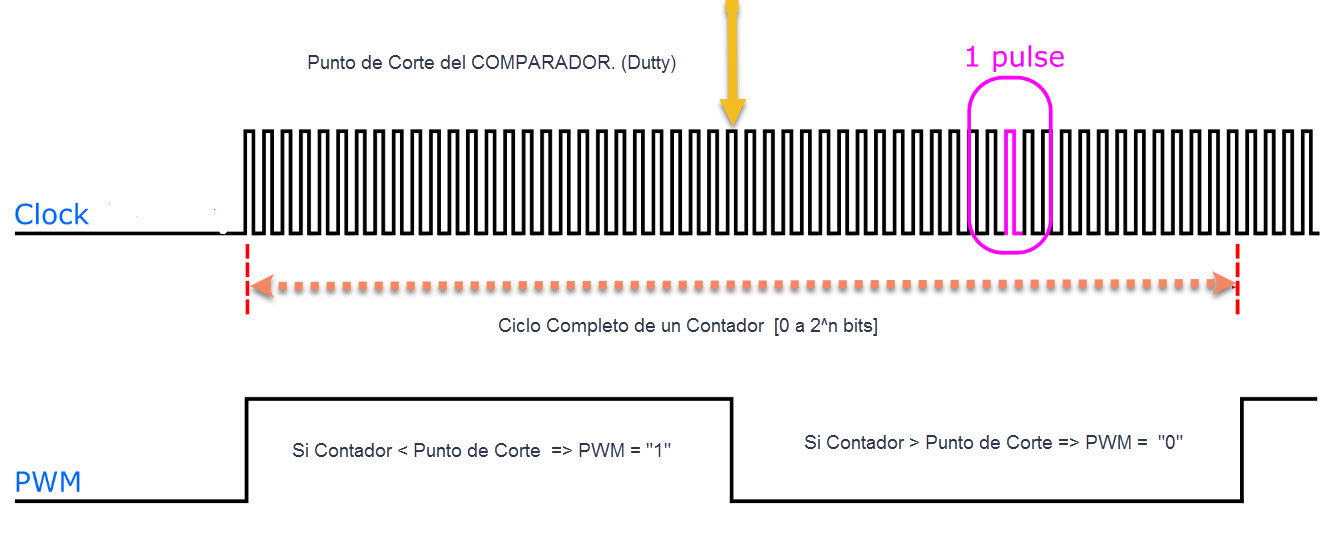 Punto de Corte del COMPARADOR. (Dutty)
1 pulse
Clock
Ciclo Completo de un Contador [0 a 2^n bits]
Si Contador < Punto de Corte => PWM = "1"
Si Contador > Punto de Corte => PWM = "0"
PWM